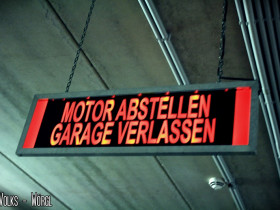 MOTOR ABSTELLEN
GARAGE VERLASSEN
Volks - Wörgl